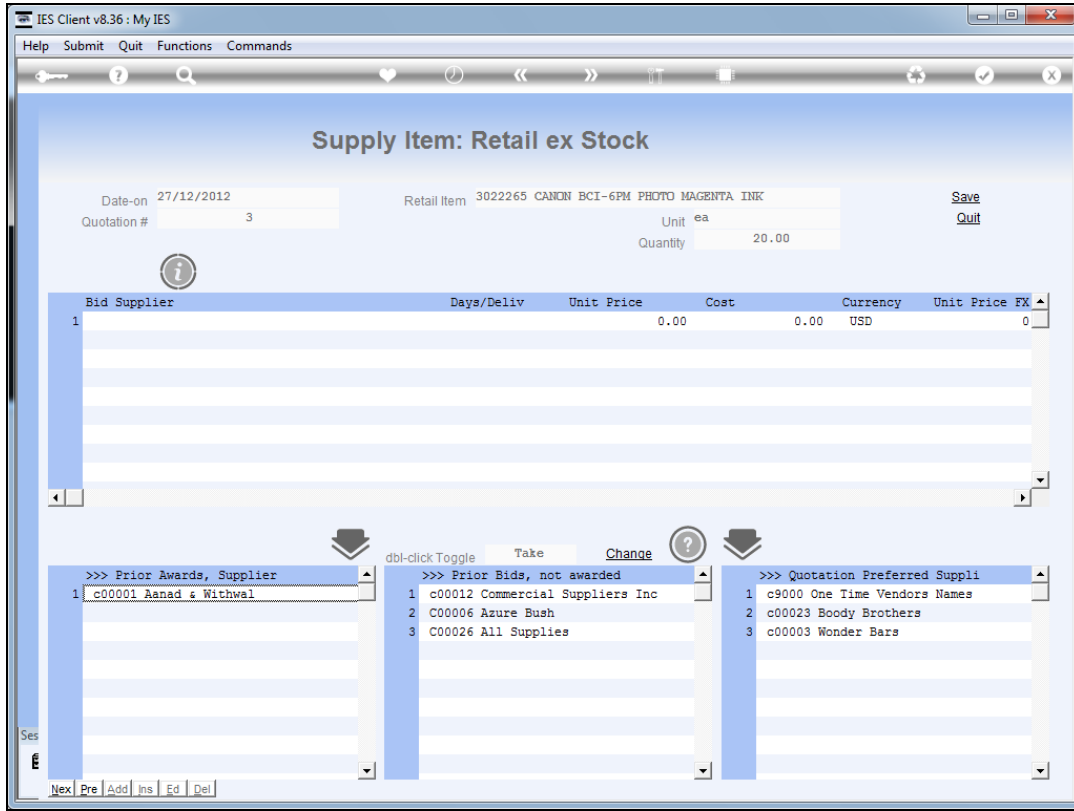 IES Client v8.36 : My IES
Help Submit Quit Functions Commands
Supply Item: Retail ex Stock
Date-on 27/12/2012 Retail Item 3022265 CANON BCI-6PM PHOTO MAGENTA INK Save
Quotation # 3 Unit ea Quit
Quantity 20.00
Bid Supplier Days/Deliv Unit Price Cost Currency Unit Price FX
1 0.00 0.00 USD 0
dbl-click Toggle Take Change
>>> Prior Awards, Supplier >>> Prior Bids, not awarded >>> Quotation Preferred Suppli
1 c00001 Aanad & Withwal 1 c00012 Commercial Suppliers Inc 1 c9000 One Time Vendors Names
2 C00006 Azure Bush 2 c00023 Boody Brothers
3 C00026 All Supplies 3 c00003 Wonder Bars
Ses
Nex Pre Add Ins Ed Del